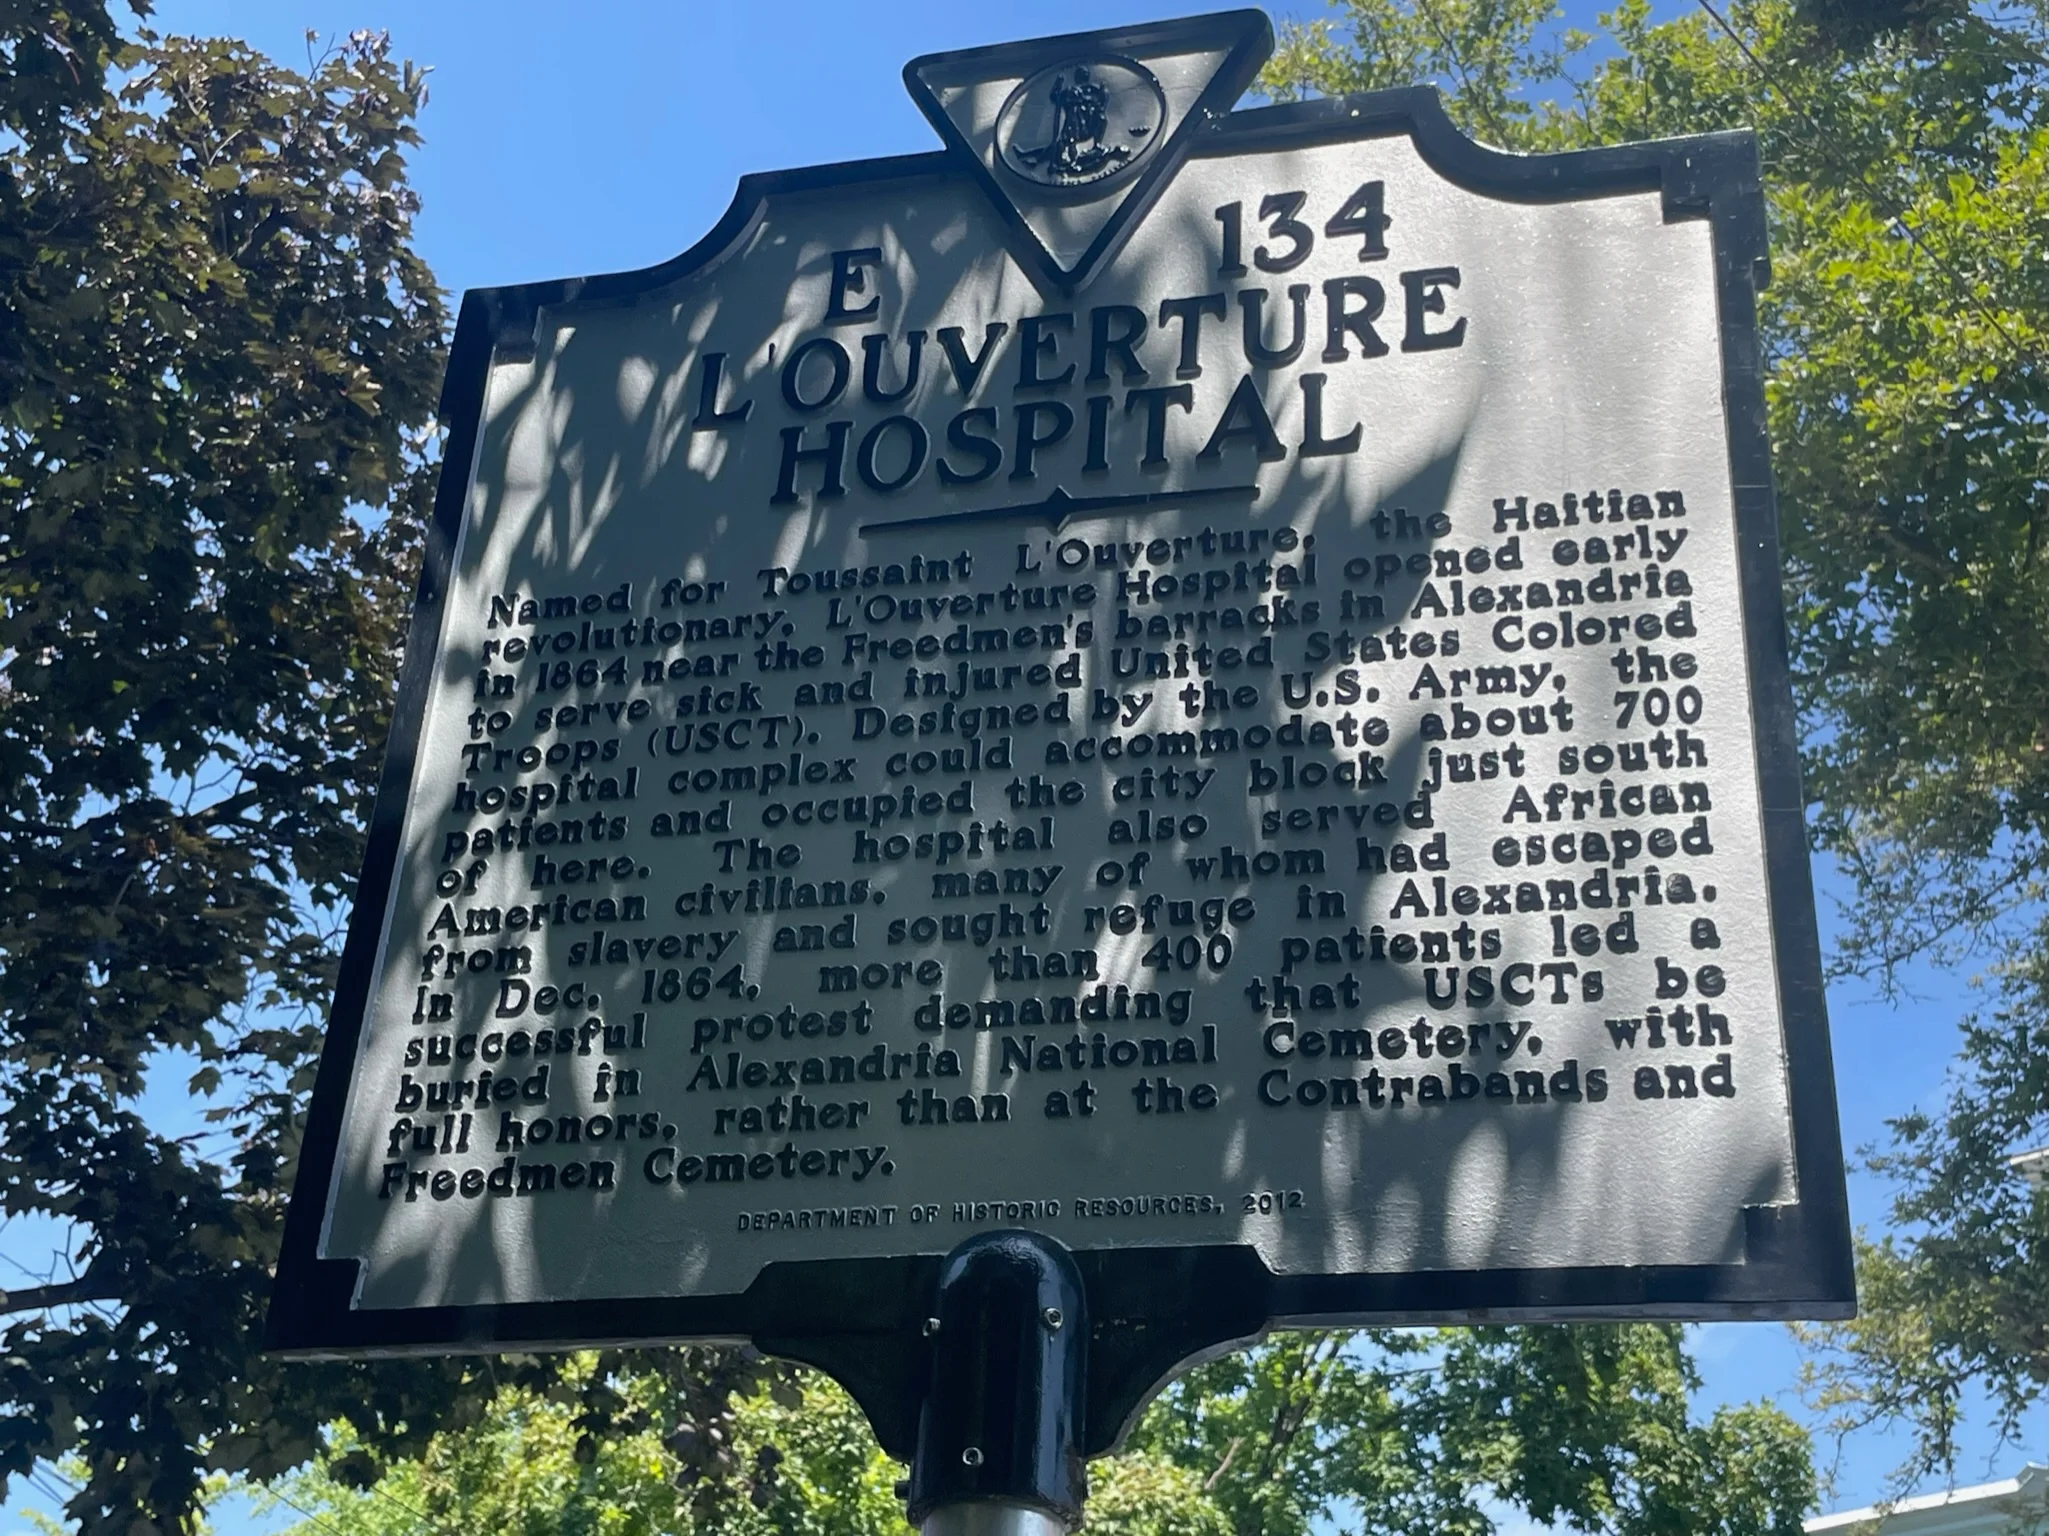 E 134
L'OUVERTURE
HOSPITAL
Named for Toussaint L'Ouverture, the Haitian
revolutionary, L'Ouverture Hospital opened early
in 1864 near the Freedmen's barracks in Alexandria
to serve sick and injured United States Colored
Troops (USCT). Designed by the U.S. Army, the
hospital complex could accommodate about 700
patients and occupied the city block just south
of here. The hospital also served African
American civilians, many of whom had escaped
from slavery and sought refuge in Alexandria.
In Dec. 1864, more than 400 patients led a
successful protest demanding that USCTs be
buried in Alexandria National Cemetery, with
full honors, rather than at the Contrabands and
Freedmen Cemetery.
DEPARTMENT OF HISTORIC RESOURCES, 2012